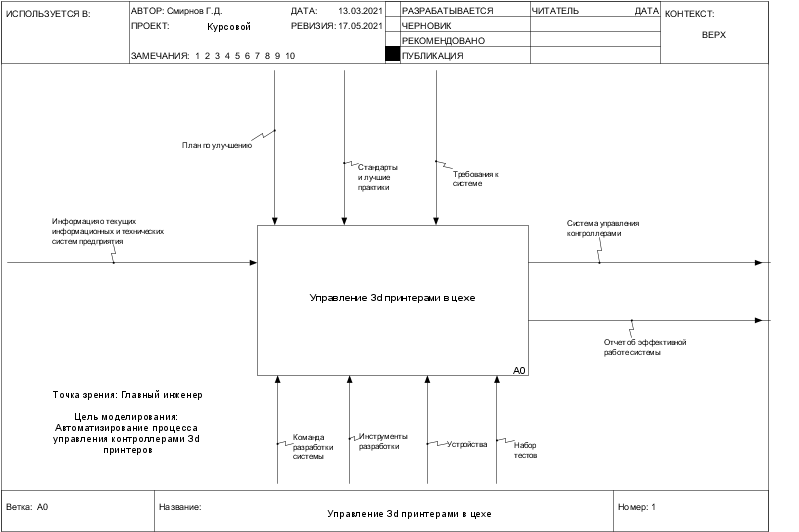 ИСПОЛЬЗУЕТСЯ В:
АВТОР: Смирнов Г.Д.
ДАТА: 13.03.2021
ПРОЕКТ: Курсовой
РЕВИЗИЯ: 17.05.2021
ЗАМЕЧАНИЯ: 1 2 3 4 5 6 7 8 9 10
РАЗРАБАТЫВАЕТСЯ
ЧЕРНОВИК
РЕКОМЕНДОВАНО
ПУБЛИКАЦИЯ
ЧИТАТЕЛЬ ДАТА
КОНТЕКСТ:
ВЕРХ
План по улучшению
Стандарты
и лучшие
практики
Требования к
системе
Информация о текущих
информационных и технических
систем предприятия
Система управления
контроллерами
Управление 3d принтерами в цехе
A0
Отчет об эффективной
работе системы
Точка зрения: Главный инженер
Цель моделирования:
Автоматизирование процесса
управления контроллерами 3d
принтеров
Команда
разработки
системы
Инструменты
разработки
Устройства
Набор
тестов
Ветка: A0
Название:
Управление 3d принтерами в цехе
Номер: 1